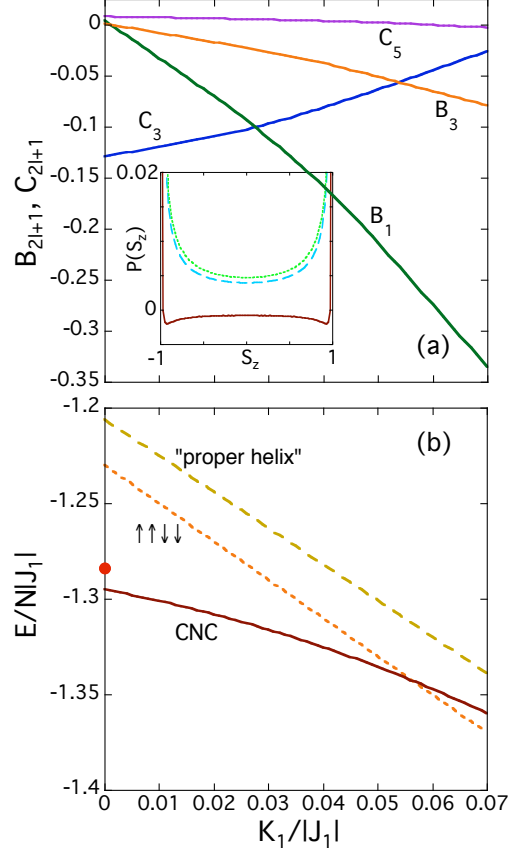 0
-0.05
-0.1
-0.15
-0.2
-0.25
-0.3
-0.35
B2l+1, C2l+1
C5
C3
B3
B1
0.02
0
P(Sz)
-1
Sz
1
(a)
-1.2
-1.25
-1.3
-1.35
-1.4
E/N|J1|
(b)
"proper helix"
↑↑↓↓
CNC
0 0.01 0.02 0.03 0.04 0.05 0.06 0.07
K1/|J1|